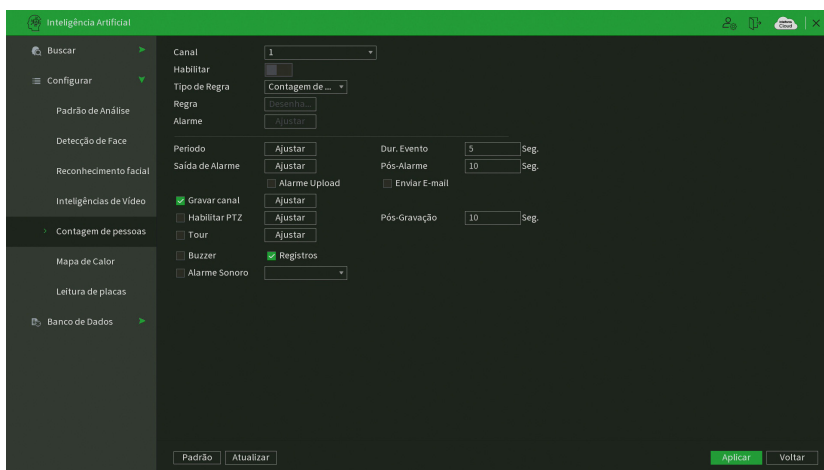 Inteligência Artificial
Cloud
Buscar
Configurar
Padrão de Análise
Detecção de Face
Reconhecimento facial
Inteligências de Vídeo
Contagem de pessoas
Mapa de Calor
Leitura de placas
Banco de Dados
Canal 1
Habilitar
Tipo de Regra Contagem de ...
Regra Desenha...
Alarme Ajustar
Periodo Ajustar Dur. Evento 5 Seg.
Saída de Alarme Ajustar Pós-Alarme 10 Seg.
Alarme Upload Enviar E-mail
Gravar canal Ajustar
Habilitar PTZ Ajustar Pós-Gravação 10 Seg.
Tour Ajustar
Buzzer Registros
Alarme Sonoro
Padrão Atualizar Aplicar Voltar